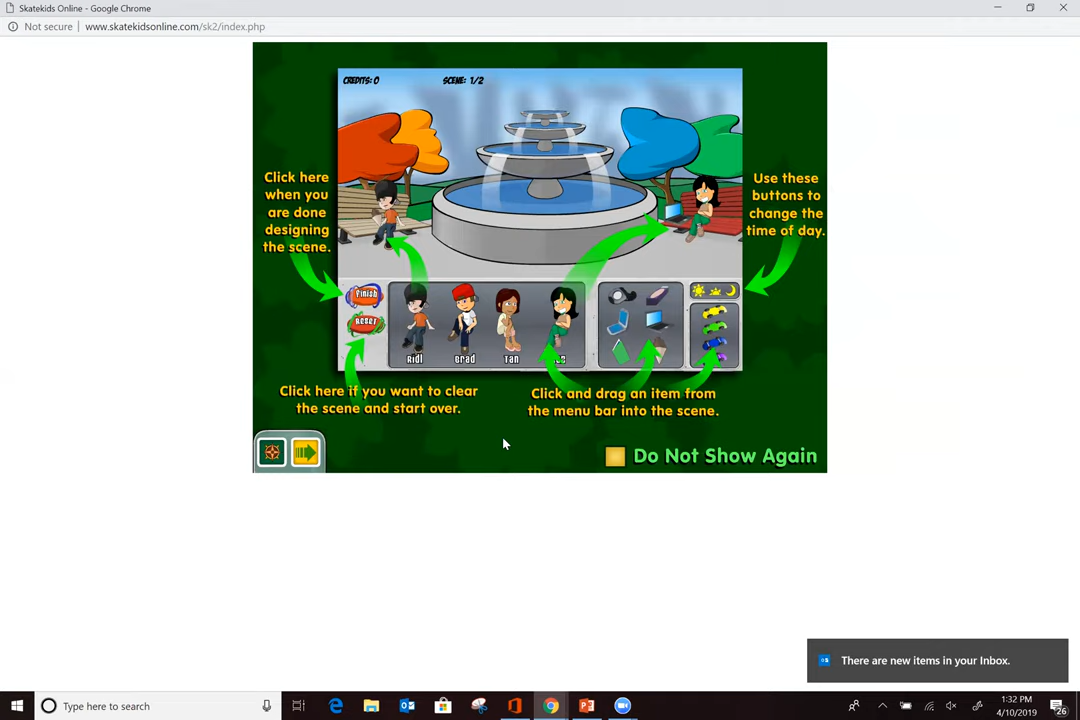 Skatekids Online - Google Chrome
Not secure | www.skatekidsonline.com/sk2/index.php
CREDITS: 0 SCENE: 1/2
Click here
when you
are done
designing
the scene.
Use these
buttons to
change the
time of day.
Finish
Reset
Ridl Brad Tan
Click here if you want to clear
the scene and start over.
Click and drag an item from
the menu bar into the scene.
Do Not Show Again
There are new items in your Inbox.
Type here to search
1:32 PM
4/10/2019
26